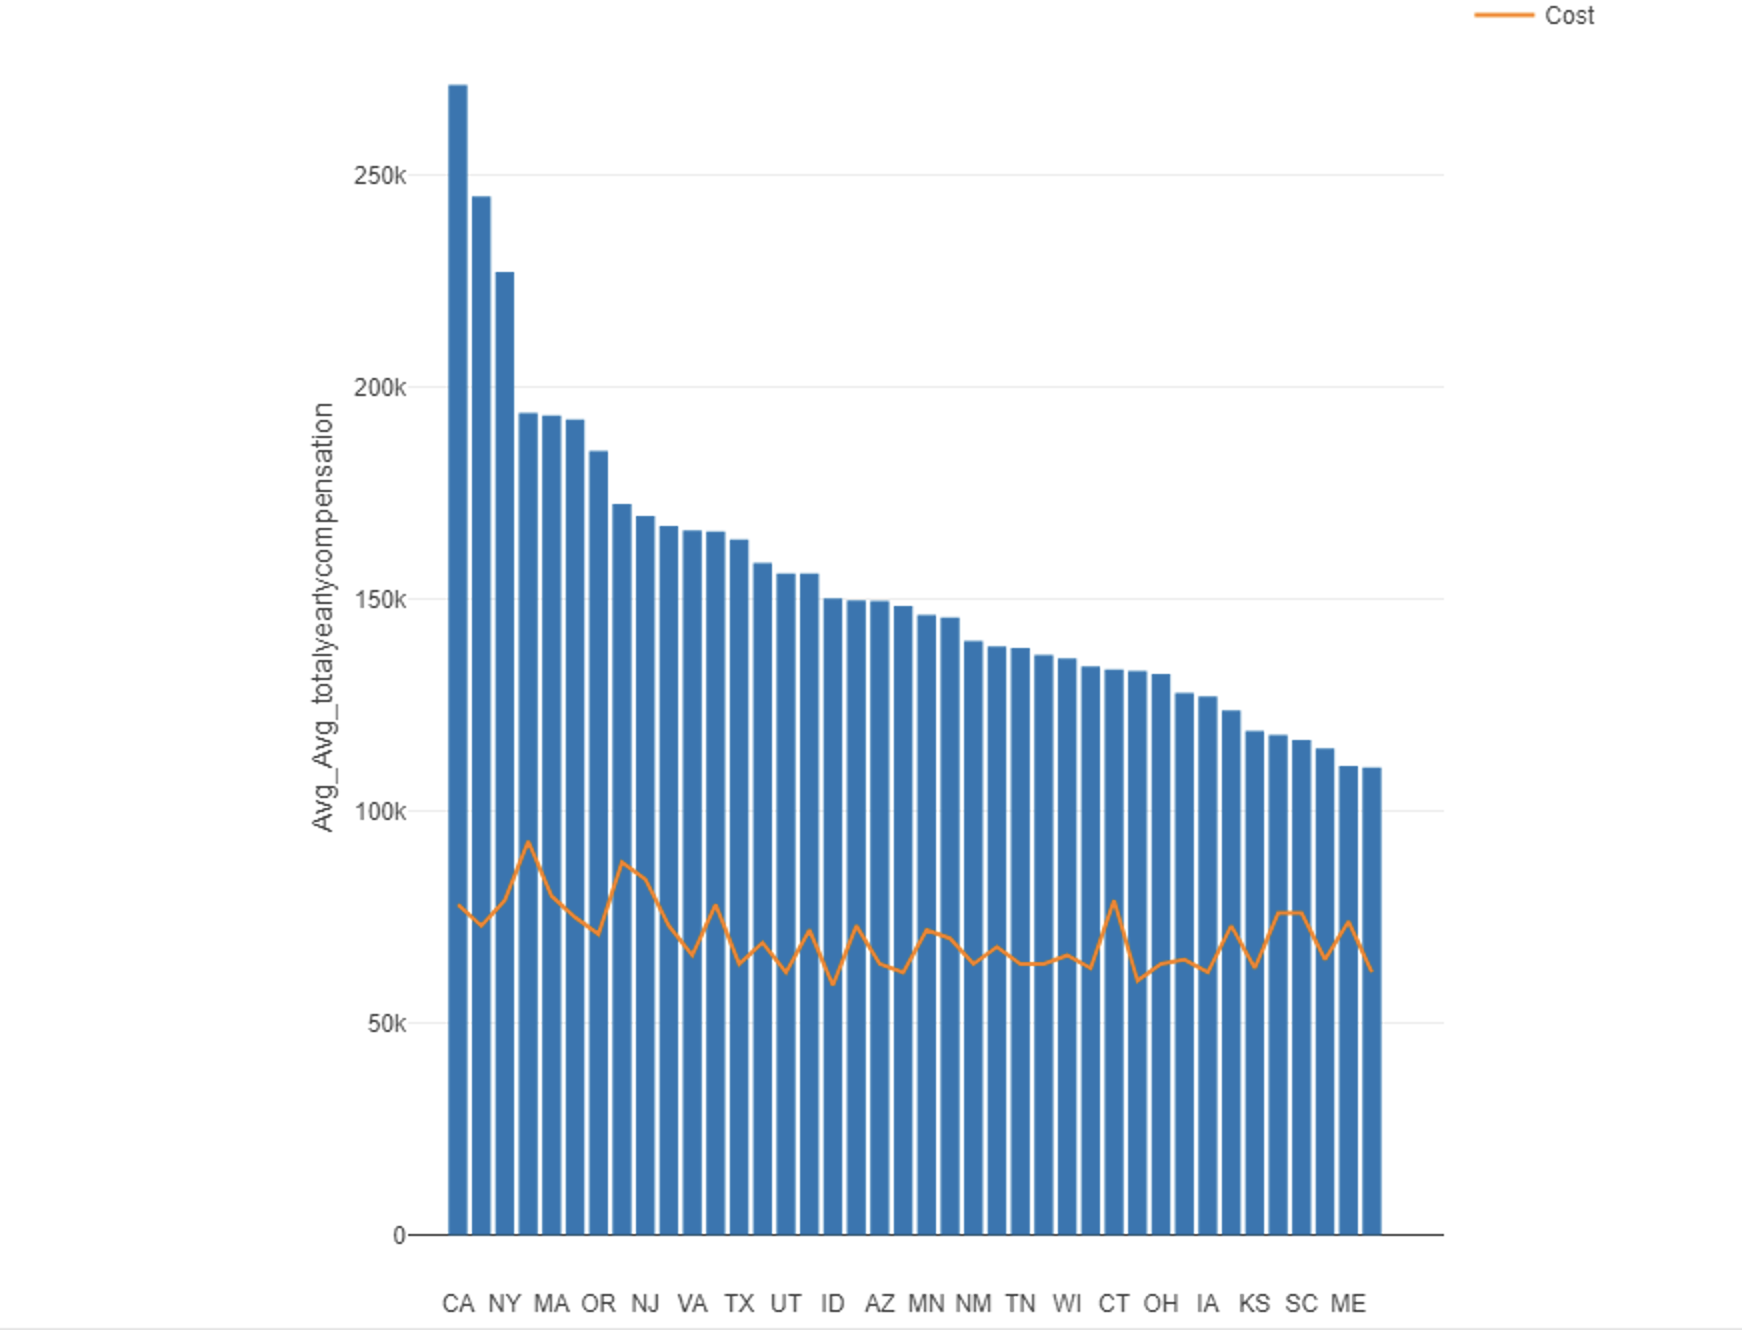 Cost
250k
200k
150k
100k
50k
0
Avg_Avg_totalyearlycompensation
CA NY MA OR NJ VA TX UT ID AZ MN NM TN WI CT OH IA KS SC ME